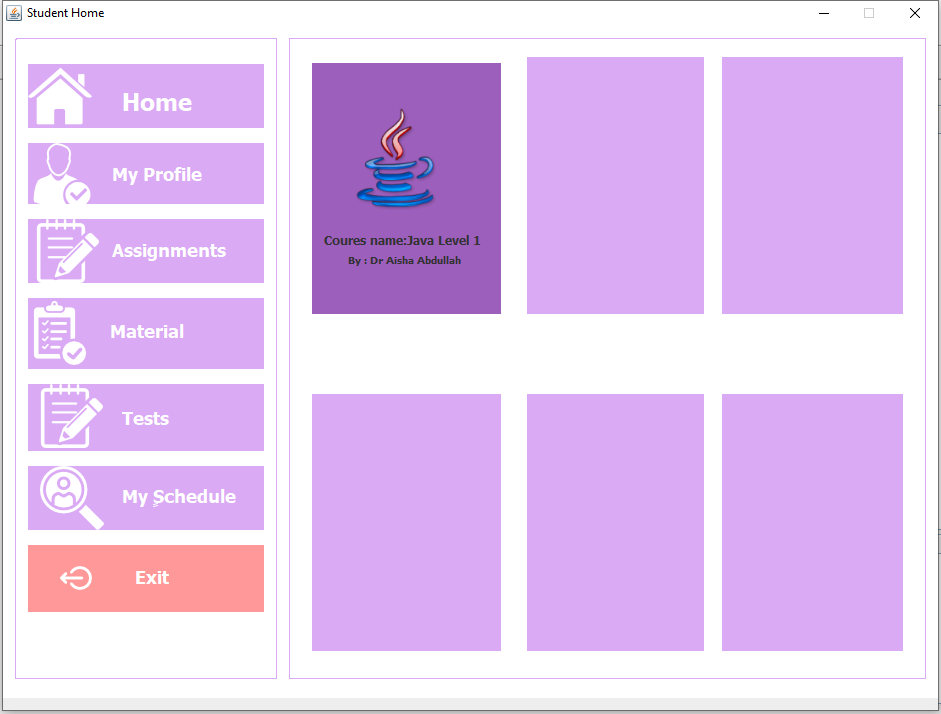 Student Home
Home
My Profile
Assignments
Material
Tests
My Schedule
Exit
Coures name:Java Level 1
By : Dr Aisha Abdullah